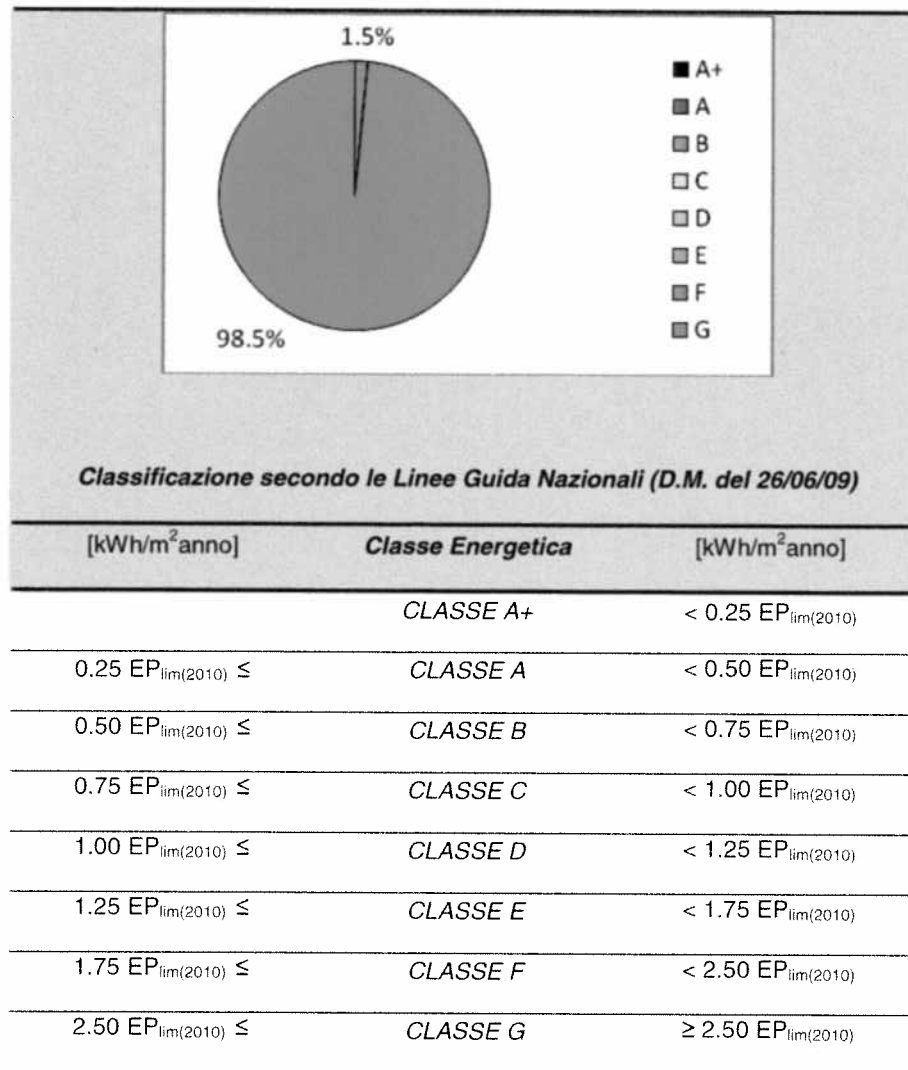 1.5%
A+
A
B
C
D
E
F
G
98.5%
Classificazione secondo le Linee Guida Nazionali (D.M. del 26/06/09)
[kWh/m²anno] Classe Energetica [kWh/m²anno]
CLASSE A+ < 0.25 EPlim(2010)
0.25 EPlim(2010) ≤ CLASSE A < 0.50 EPlim(2010)
0.50 EPlim(2010) ≤ CLASSE B < 0.75 EPlim(2010)
0.75 EPlim(2010) ≤ CLASSE C < 1.00 EPlim(2010)
1.00 EPlim(2010) ≤ CLASSE D < 1.25 EPlim(2010)
1.25 EPlim(2010) ≤ CLASSE E < 1.75 EPlim(2010)
1.75 EPlim(2010) ≤ CLASSE F < 2.50 EPlim(2010)
2.50 EPlim(2010) ≤ CLASSE G ≥ 2.50 EPlim(2010)